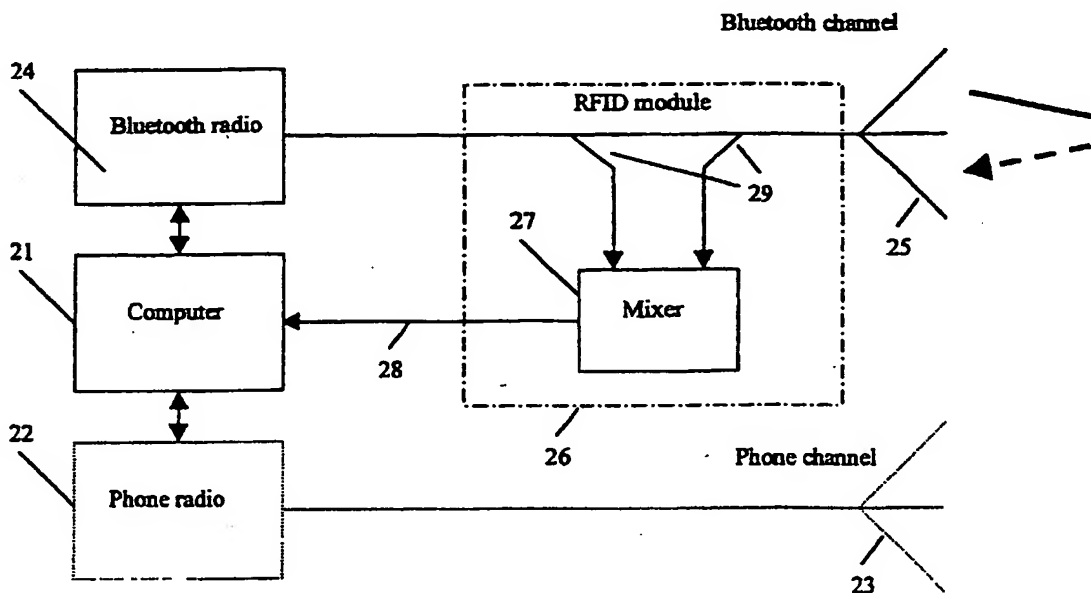 Bluetooth channel
24
Bluetooth radio
RFID module
29
25
27
21
Computer
Mixer
28
22
26
Phone channel
Phone radio
23